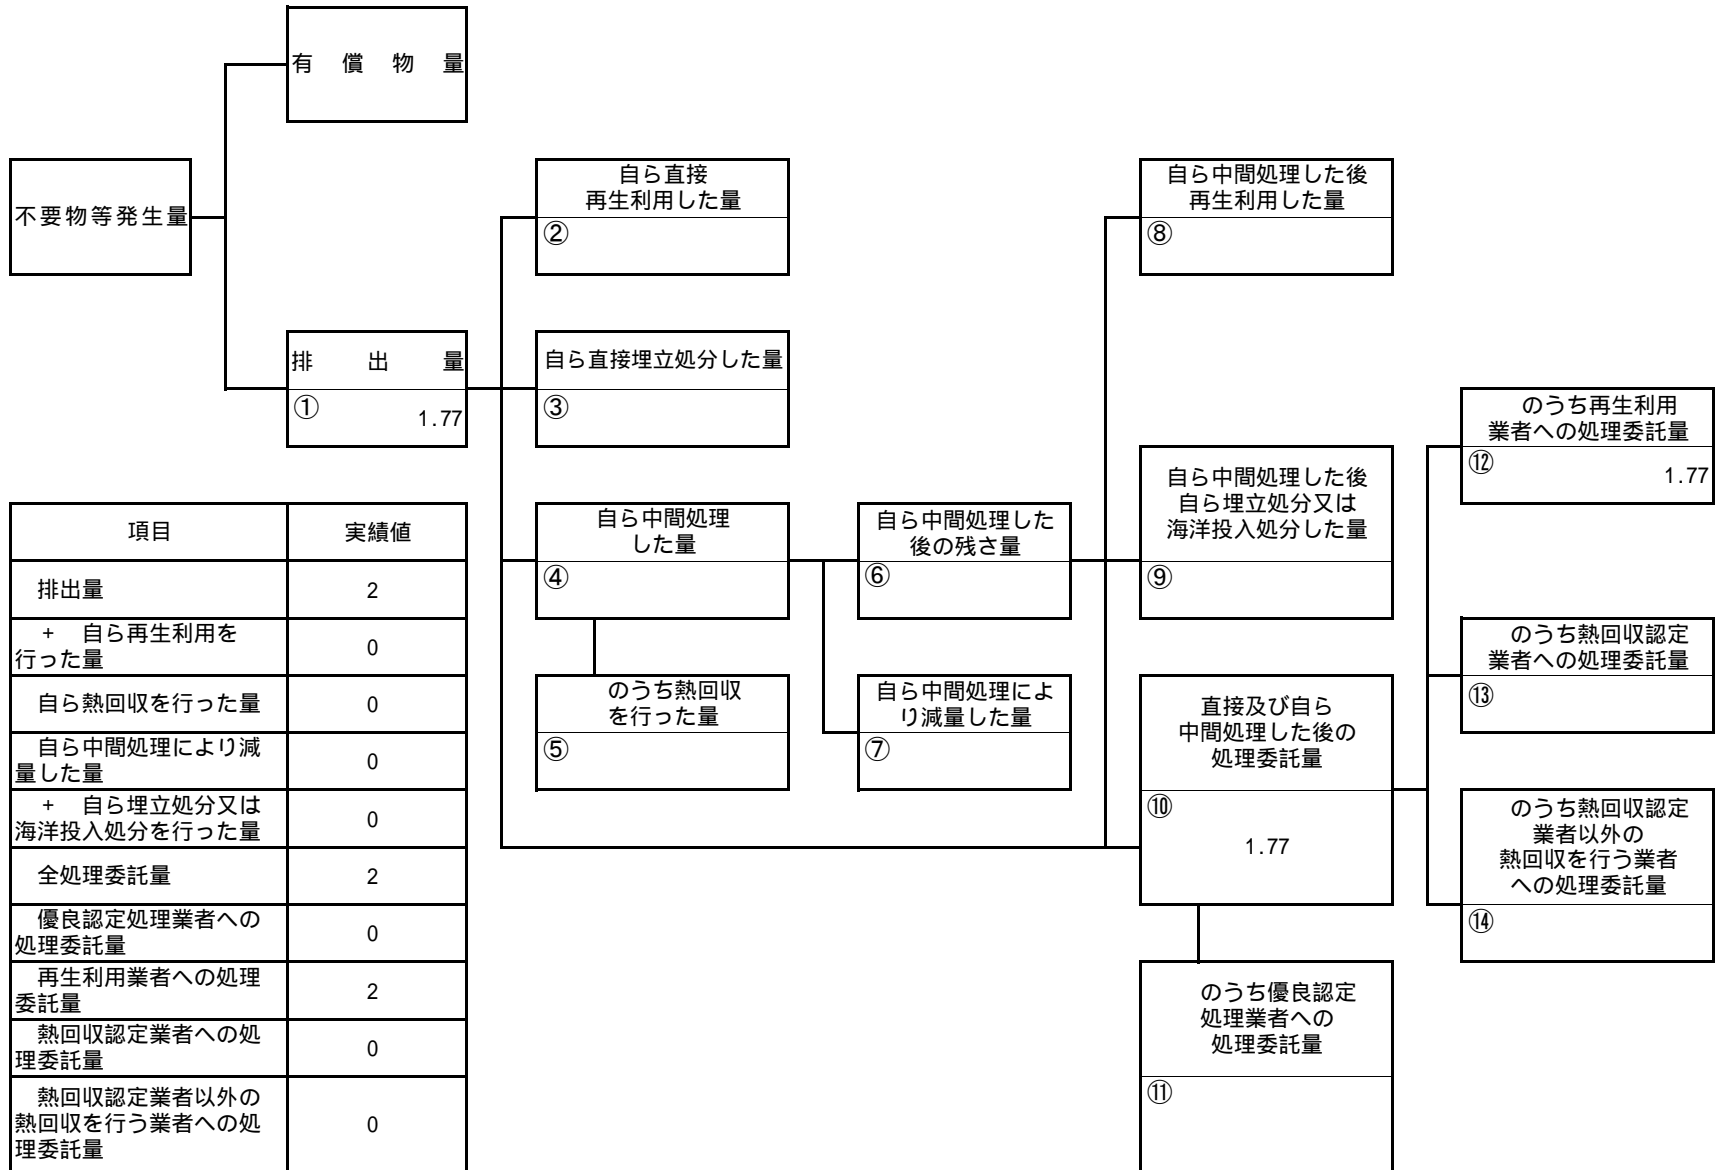 有償物量
不要物等発生量
排出量
① 1.77
自ら直接
再生利用した量
②
自ら直接埋立処分した量
③
自ら中間処理
した量
④
のうち熱回収
を行った量
⑤
自ら中間処理した
後の残さ量
⑥
自ら中間処理によ
り減量した量
⑦
自ら中間処理した後
再生利用した量
⑧
自ら中間処理した後
自ら埋立処分又は
海洋投入処分した量
⑨
直接及び自ら
中間処理した後の
処理委託量
⑩
1.77
のうち優良認定
処理業者への
処理委託量
⑪
のうち再生利用
業者への処理委託量
⑫ 1.77
のうち熱回収認定
業者への処理委託量
⑬
のうち熱回収認定
業者以外の
熱回収を行う業者
への処理委託量
⑭
項目 実績値
排出量 2
+ 自ら再生利用を
行った量 0
自ら熱回収を行った量 0
自ら中間処理により減
量した量 0
+ 自ら埋立処分又は
海洋投入処分を行った量 0
全処理委託量 2
優良認定処理業者への
処理委託量 0
再生利用業者への処理
委託量 2
熱回収認定業者への処
理委託量 0
熱回収認定業者以外の
熱回収を行う業者への処
理委託量 0